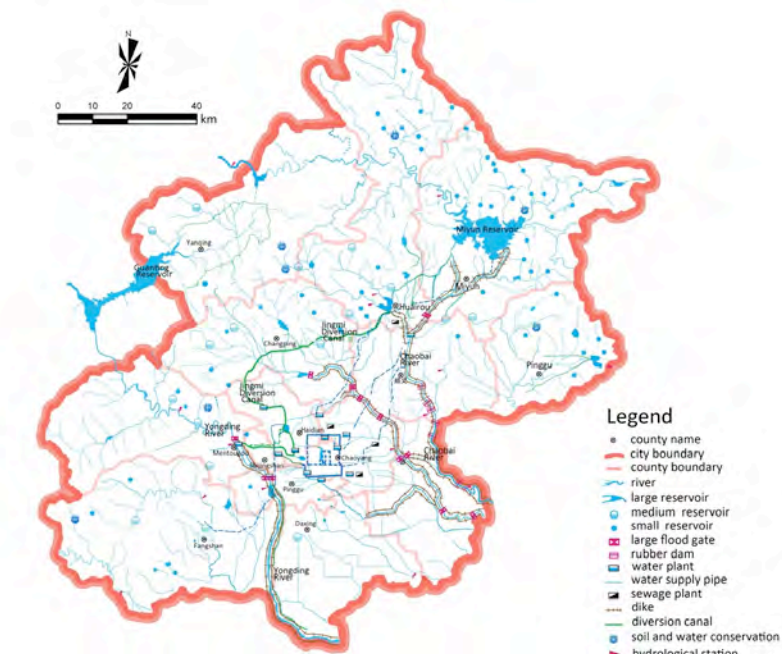 N
0 10 20 40
km
Miyun Reservoir
Yanqing
Guanting
Reservoir
Miyun
Huairou
Jingmi
Diversion
Canal
Changping
Chaobai
River
Pinggu
Jingmi
Diversion
Canal
Yongding
River
Haidian
Mentougou
Chaoyang
Chaobai
River
Pinggu
Daxing
Fangshan
Yongding
River
Legend
county name
city boundary
county boundary
river
large reservoir
medium reservoir
small reservoir
large flood gate
rubber dam
water plant
water supply pipe
sewage plant
dike
diversion canal
soil and water conservation
hydrological station